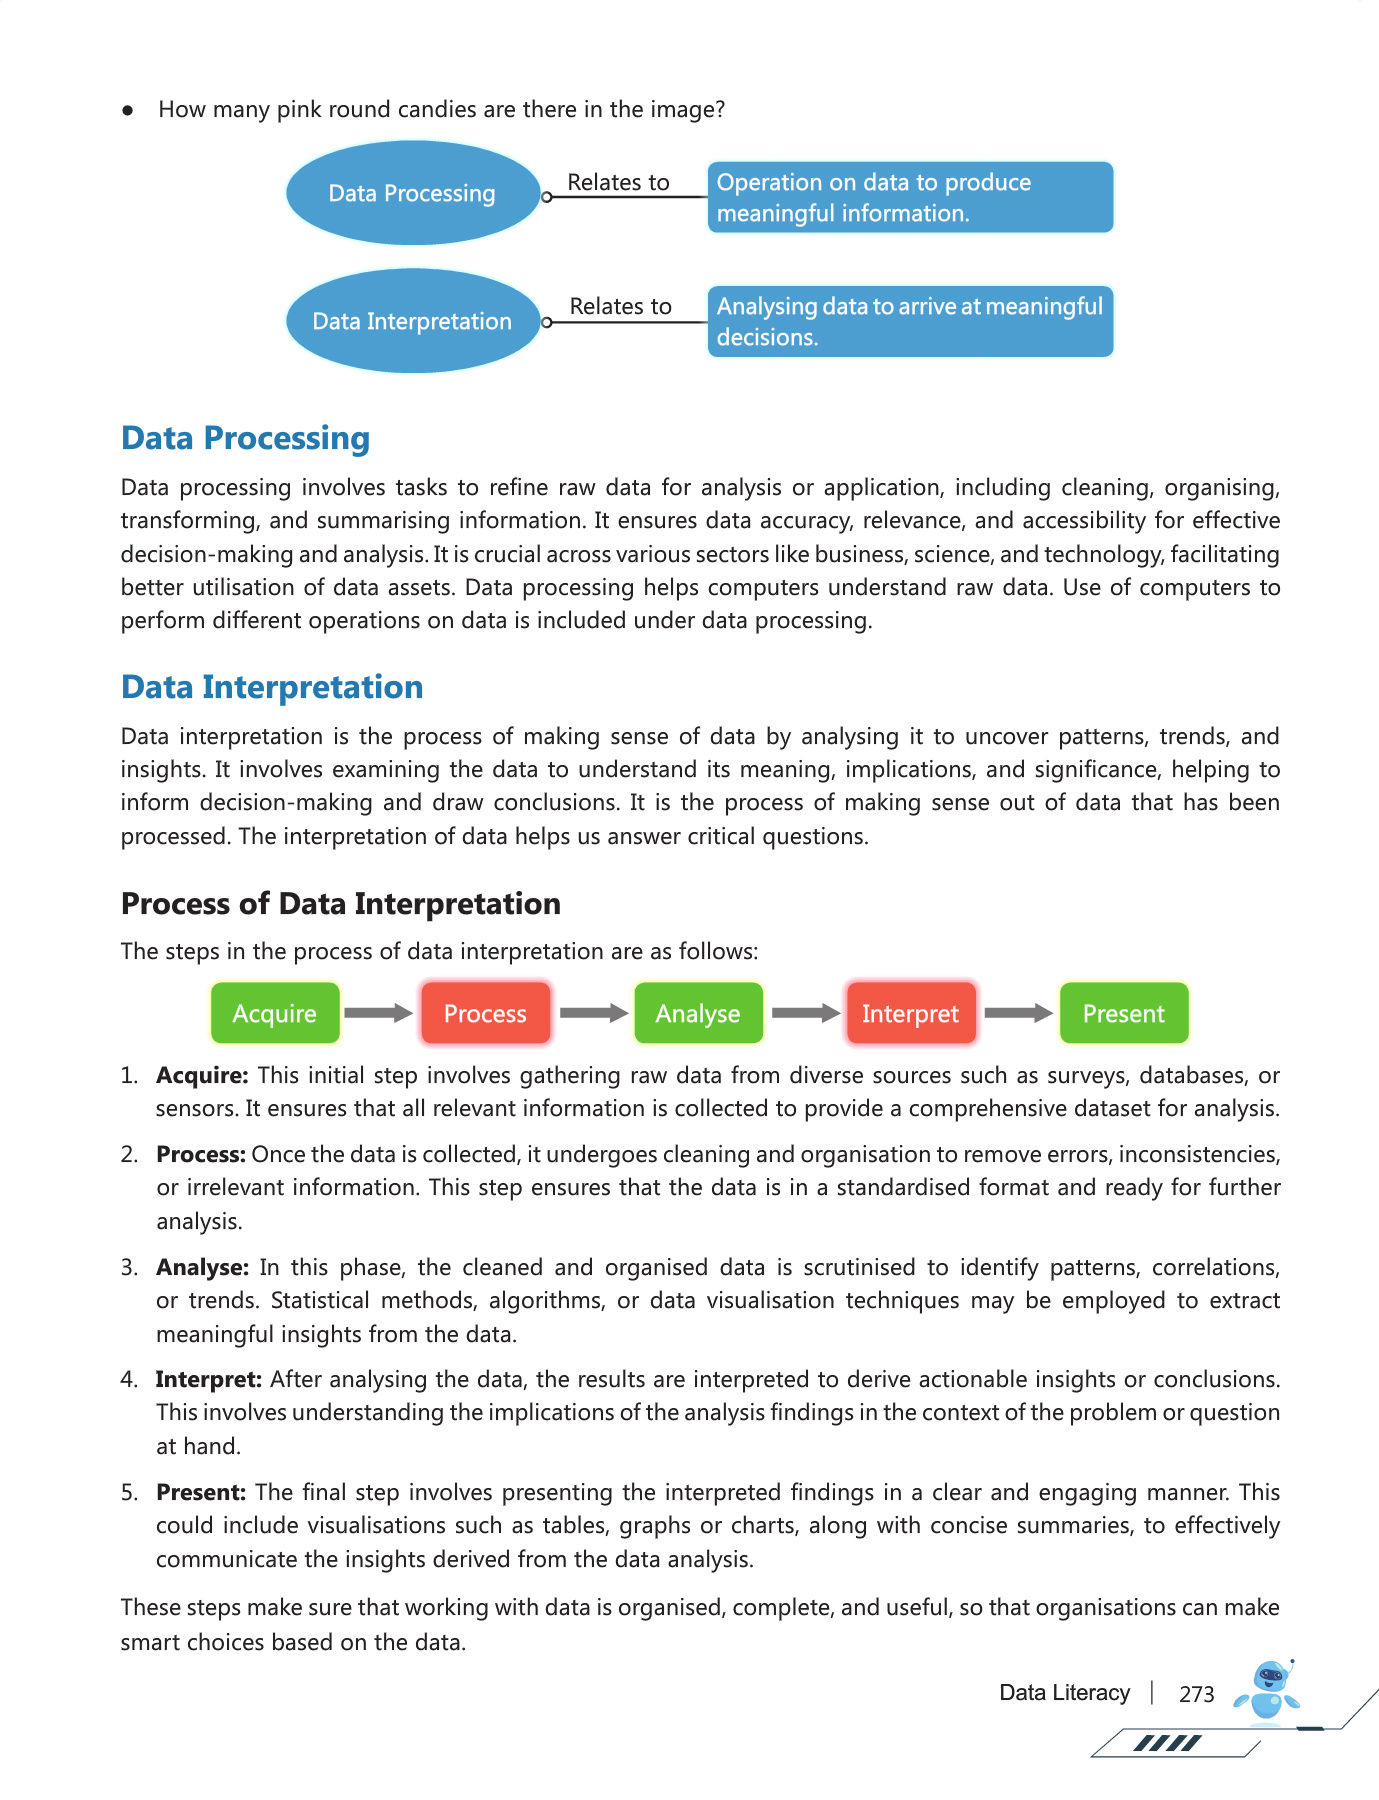 ● How many pink round candies are there in the image?
Data Processing
Relates to
Operation on data to produce
meaningful information.
Data Interpretation
Relates to
Analysing data to arrive at meaningful
decisions.
Data Processing
Data processing involves tasks to refine raw data for analysis or application, including cleaning, organising,
transforming, and summarising information. It ensures data accuracy, relevance, and accessibility for effective
decision-making and analysis. It is crucial across various sectors like business, science, and technology, facilitating
better utilisation of data assets. Data processing helps computers understand raw data. Use of computers to
perform different operations on data is included under data processing.
Data Interpretation
Data interpretation is the process of making sense of data by analysing it to uncover patterns, trends, and
insights. It involves examining the data to understand its meaning, implications, and significance, helping to
inform decision-making and draw conclusions. It is the process of making sense out of data that has been
processed. The interpretation of data helps us answer critical questions.
Process of Data Interpretation
The steps in the process of data interpretation are as follows:
Acquire Process Analyse Interpret Present
1. Acquire: This initial step involves gathering raw data from diverse sources such as surveys, databases, or
sensors. It ensures that all relevant information is collected to provide a comprehensive dataset for analysis.
2. Process: Once the data is collected, it undergoes cleaning and organisation to remove errors, inconsistencies,
or irrelevant information. This step ensures that the data is in a standardised format and ready for further
analysis.
3. Analyse: In this phase, the cleaned and organised data is scrutinised to identify patterns, correlations,
or trends. Statistical methods, algorithms, or data visualisation techniques may be employed to extract
meaningful insights from the data.
4. Interpret: After analysing the data, the results are interpreted to derive actionable insights or conclusions.
This involves understanding the implications of the analysis findings in the context of the problem or question
at hand.
5. Present: The final step involves presenting the interpreted findings in a clear and engaging manner. This
could include visualisations such as tables, graphs or charts, along with concise summaries, to effectively
communicate the insights derived from the data analysis.
These steps make sure that working with data is organised, complete, and useful, so that organisations can make
smart choices based on the data.
Data Literacy | 273